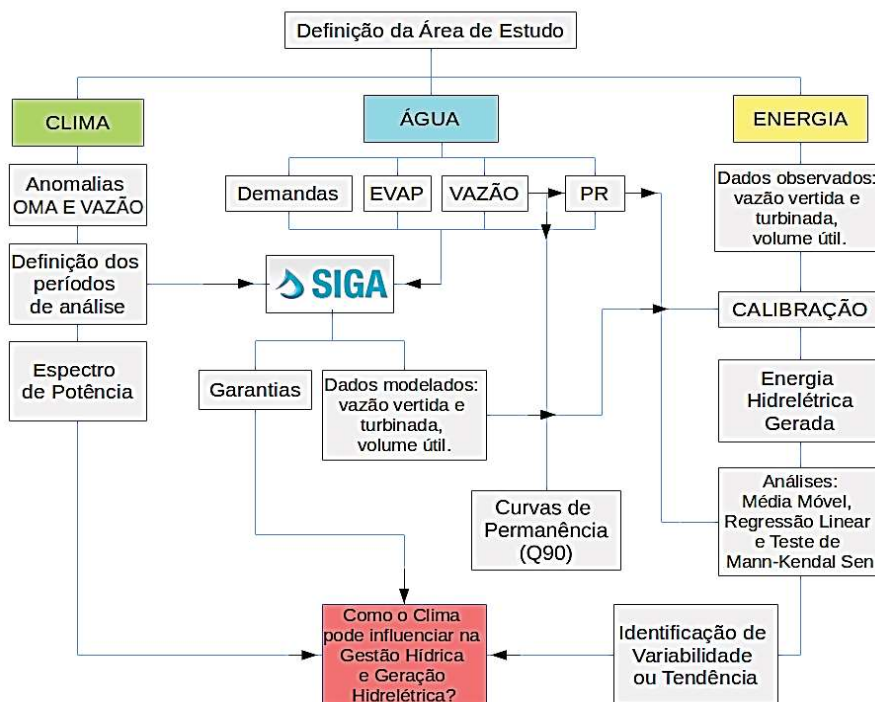 Definição da Área de Estudo
CLIMA
ÁGUA
ENERGIA
Anomalias
OMA E VAZÃO
Demandas
EVAP
VAZÃO
PR
Dados observados:
vazão vertida e
turbinada,
volume útil.
Definição dos
períodos
de análise
SIGA
CALIBRAÇÃO
Espectro
de Potência
Garantias
Dados modelados:
vazão vertida e
turbinada,
volume útil.
Energia
Hidrelétrica
Gerada
Curvas de
Permanência
(Q90)
Análises:
Média Móvel,
Regressão Linear
e Teste de
Mann-Kendal Sen
Como o Clima
pode influenciar na
Gestão Hídrica
e Geração
Hidrelétrica?
Identificação de
Variabilidade
ou Tendência